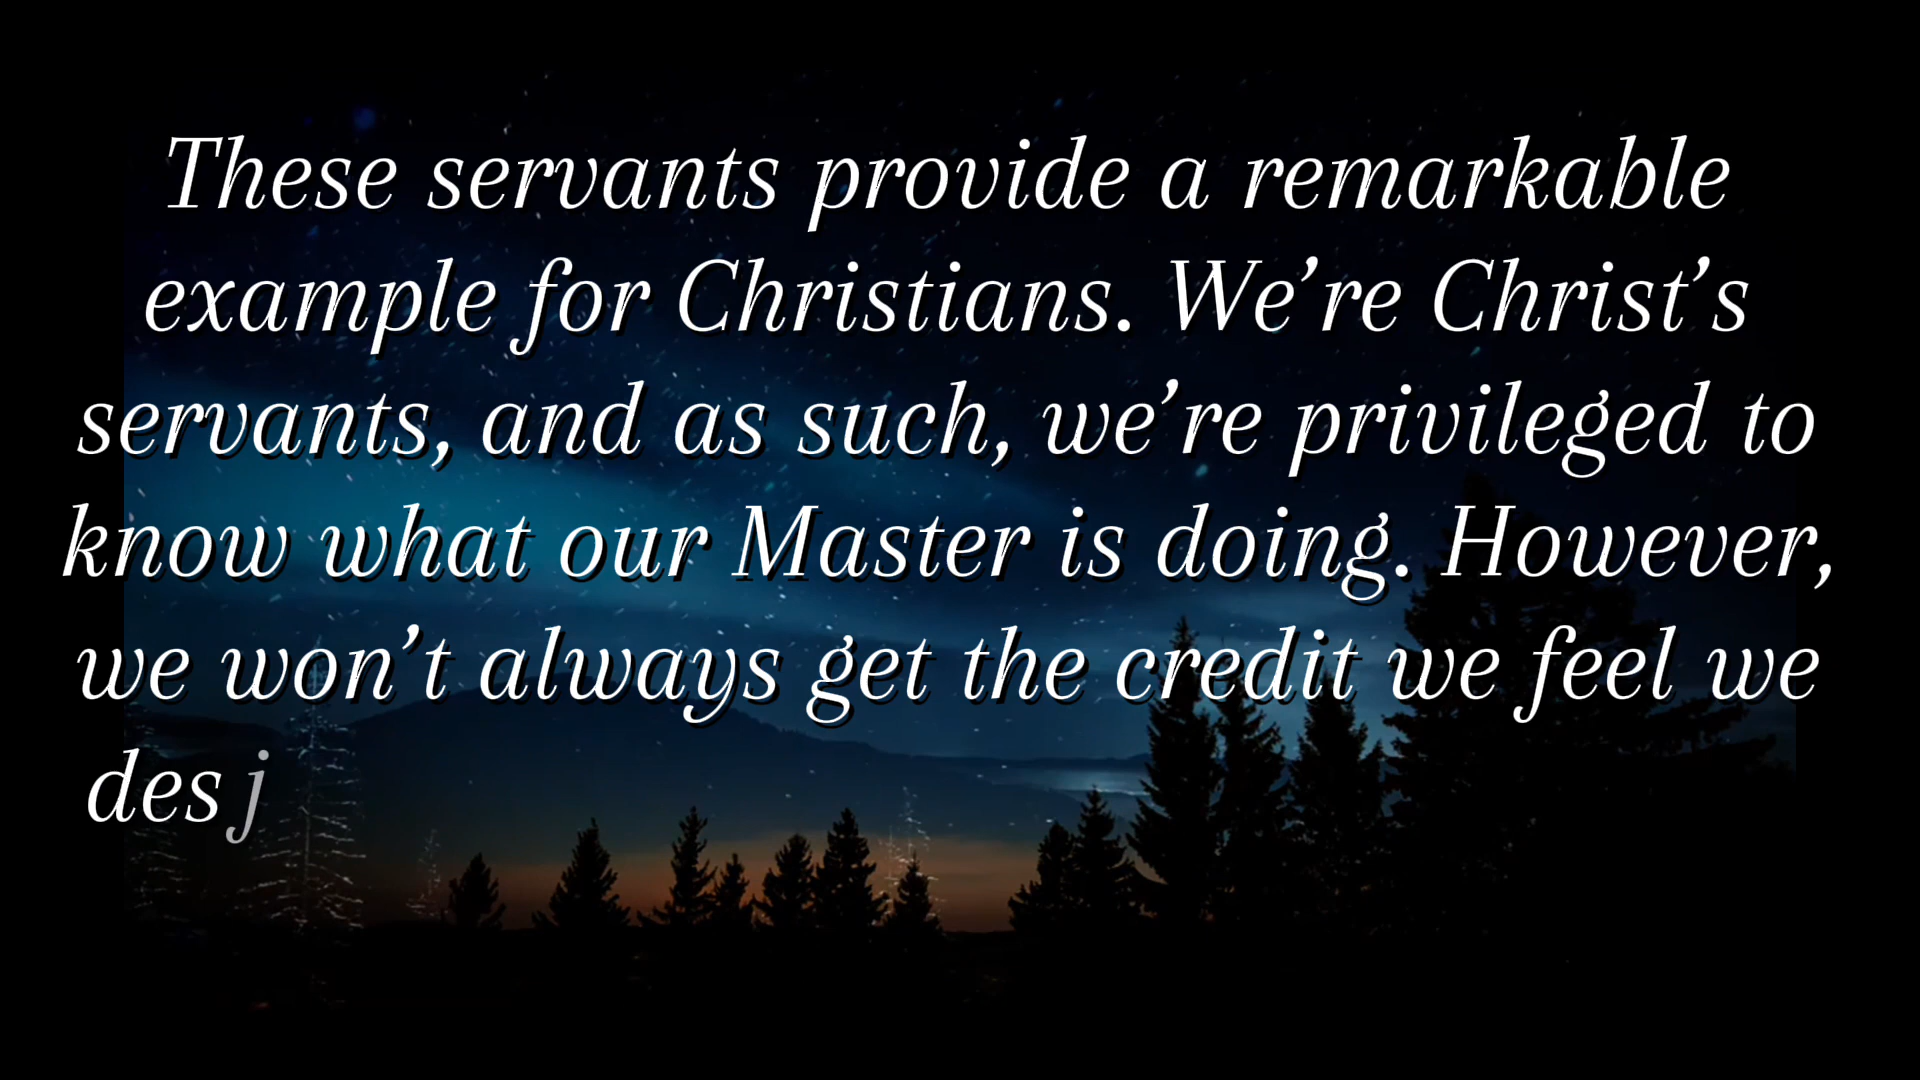 These servants provide a remarkable
example for Christians. We’re Christ’s
servants, and as such, we’re privileged to
know what our Master is doing. However,
we won’t always get the credit we feel we
des j